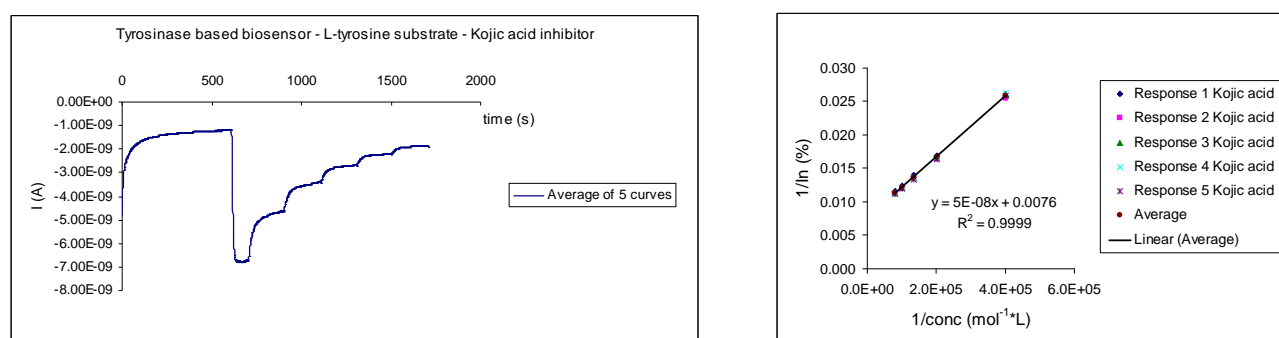 Tyrosinase based biosensor - L-tyrosine substrate - Kojic acid inhibitor
0 500 1000 1500 2000
0.00E+00
-1.00E-09
-2.00E-09
-3.00E-09
-4.00E-09
-5.00E-09
-6.00E-09
-7.00E-09
-8.00E-09
time (s)
I (A)
Average of 5 curves
0.030
0.025
0.020
0.015
0.010
0.005
0.000
1/In (%)
y = 5E-08x + 0.0076
R² = 0.9999
0.0E+00 2.0E+05 4.0E+05 6.0E+05
1/conc (mol⁻¹*L)
Response 1 Kojic acid
Response 2 Kojic acid
Response 3 Kojic acid
Response 4 Kojic acid
Response 5 Kojic acid
Average
Linear (Average)